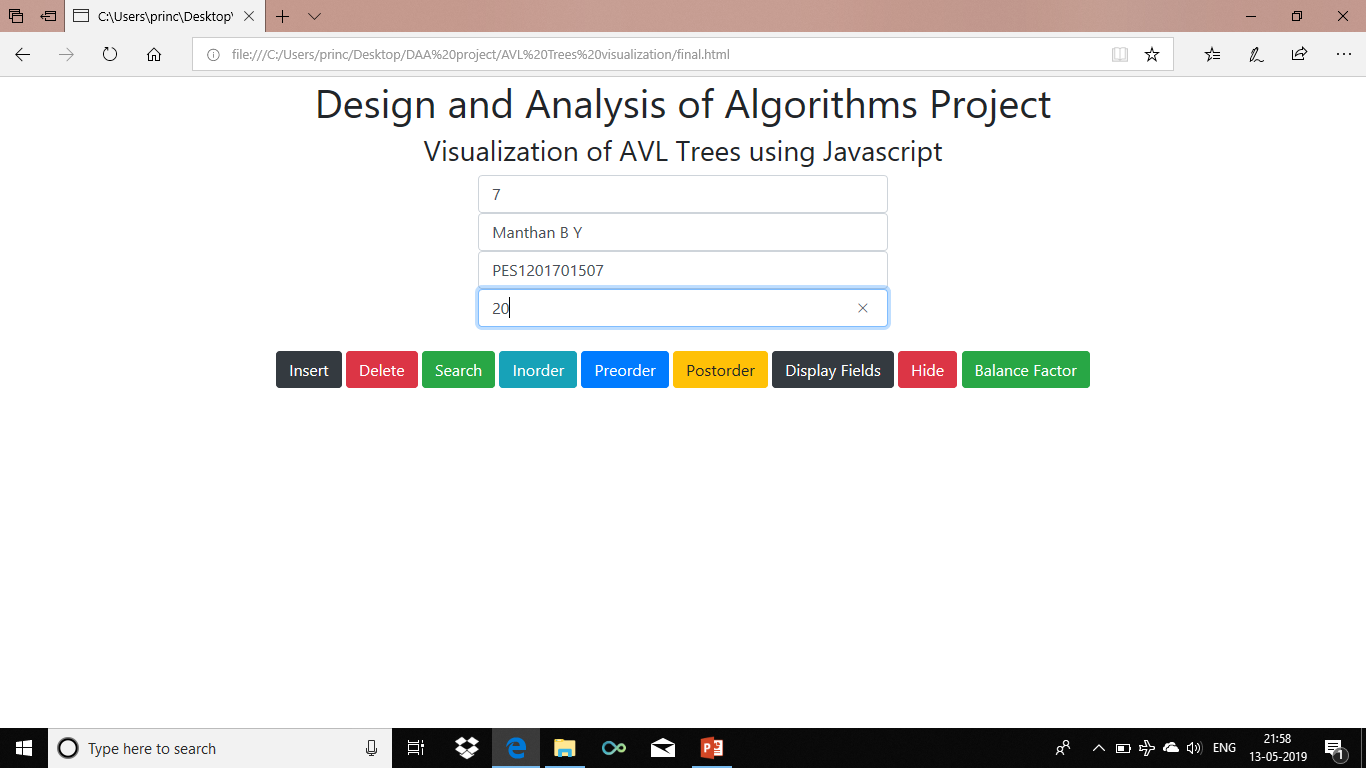 C:\Users\princ\Desktop\
file:///C:/Users/princ/Desktop/DAA%20project/AVL%20Trees%20visualization/final.html
Design and Analysis of Algorithms Project
Visualization of AVL Trees using Javascript
7
Manthan B Y
PES1201701507
20
Insert Delete Search Inorder Preorder Postorder Display Fields Hide Balance Factor
Type here to search
ENG
21:58
13-05-2019
1